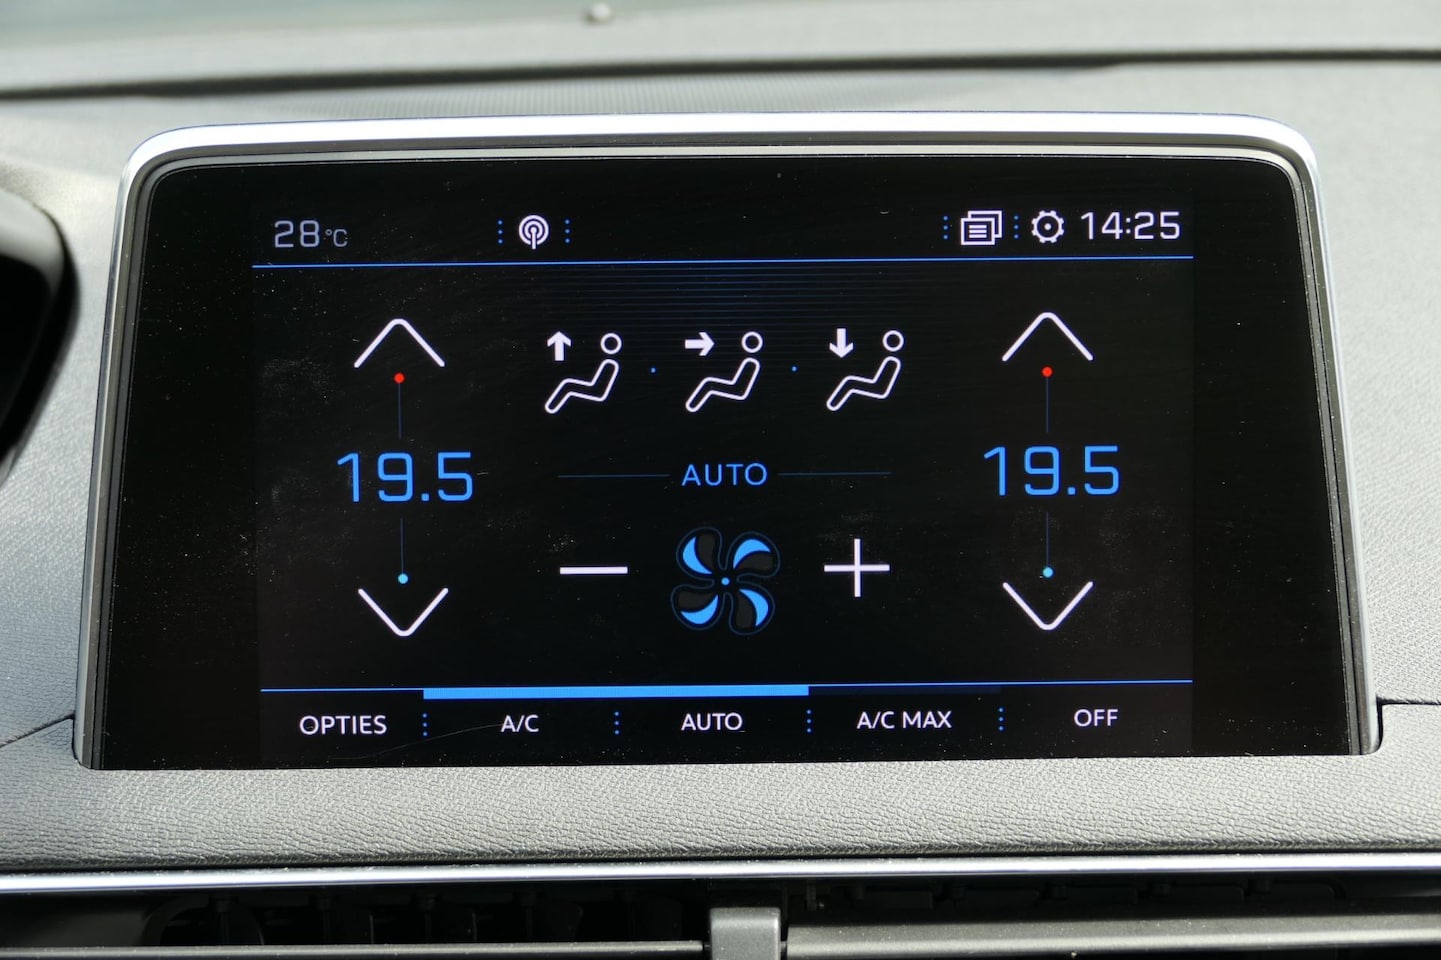 28°C 14:25
19.5 AUTO 19.5
OPTIES A/C AUTO A/C MAX OFF